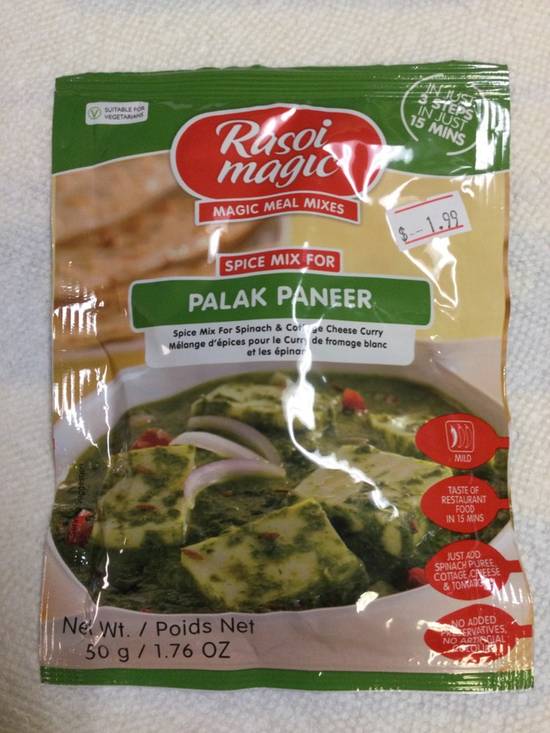 SUITABLE FOR
VEGETARIANS
IN JUST
3 STEPS
IN JUST
15 MINS
Rasoi
magic
MAGIC MEAL MIXES
$--1.99
SPICE MIX FOR
PALAK PANEER
Spice Mix For Spinach & Cottage Cheese Curry
Mélange d'épices pour le Curry de fromage blanc
et les épinards
MILD
TASTE OF
RESTAURANT
FOOD
IN 15 MINS
JUST ADD
SPINACH PUREE,
COTTAGE CHEESE
& TOMATOES
NO ADDED
PRESERVATIVES,
NO ARTIFICIAL
COLOURS
Net Wt. / Poids Net
50 g / 1.76 OZ